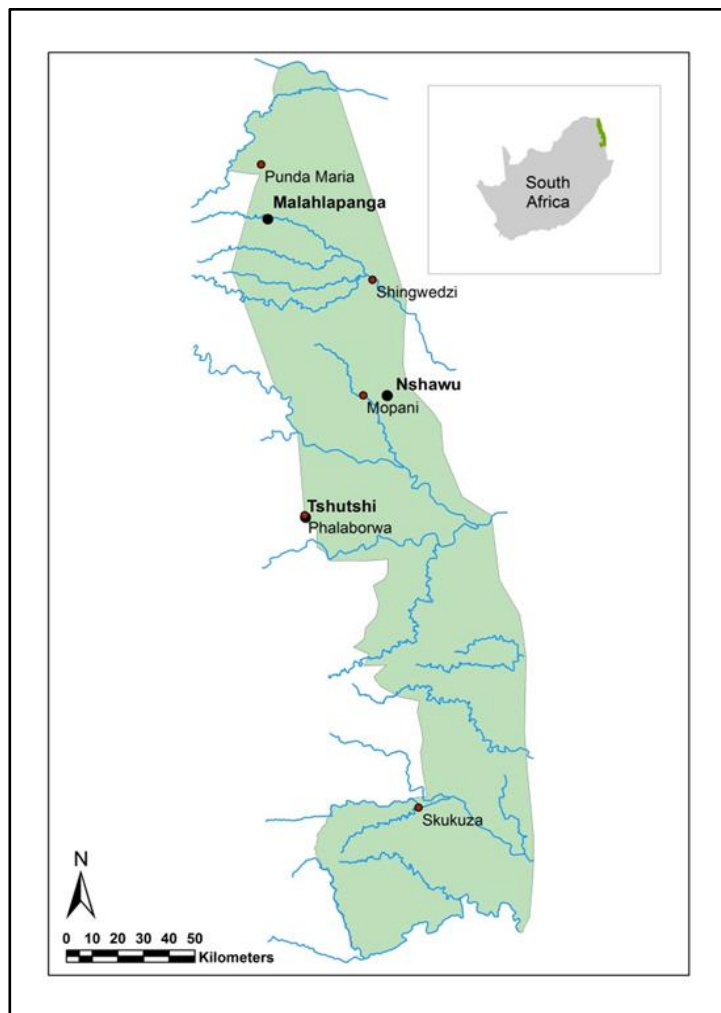 South
Africa
Punda Maria
Malahlapanga
Shingwedzi
Nshawu
Mopani
Tshutshi
Phalaborwa
Skukuza
N
0 10 20 30 40 50
Kilometers